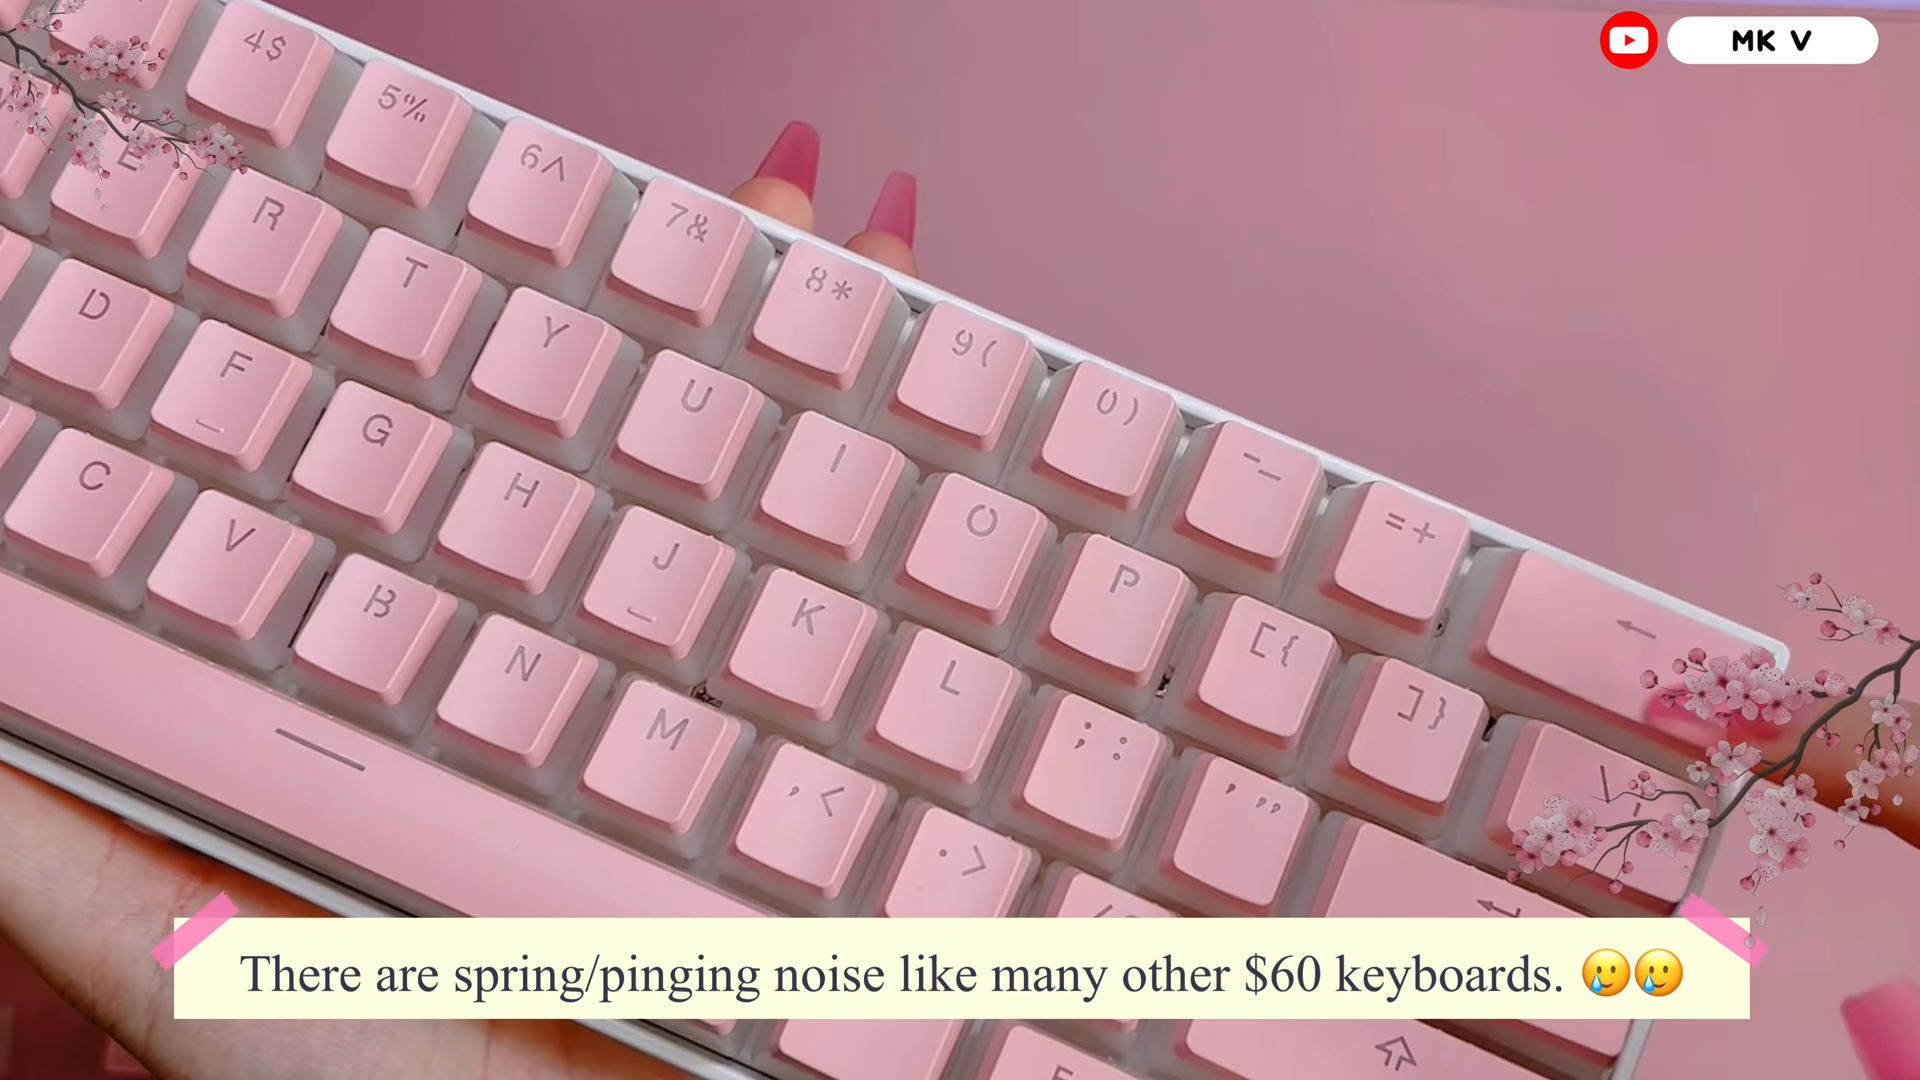 MK V
4$
5%
6^
7&
8*
9(
0)
-_
=+
←
E
R
T
Y
U
I
O
P
[{
]}
D
F
G
H
J
K
L
;:
'"
C
V
B
N
M
,<
.>
There are spring/pinging noise like many other $60 keyboards. 🥲🥲